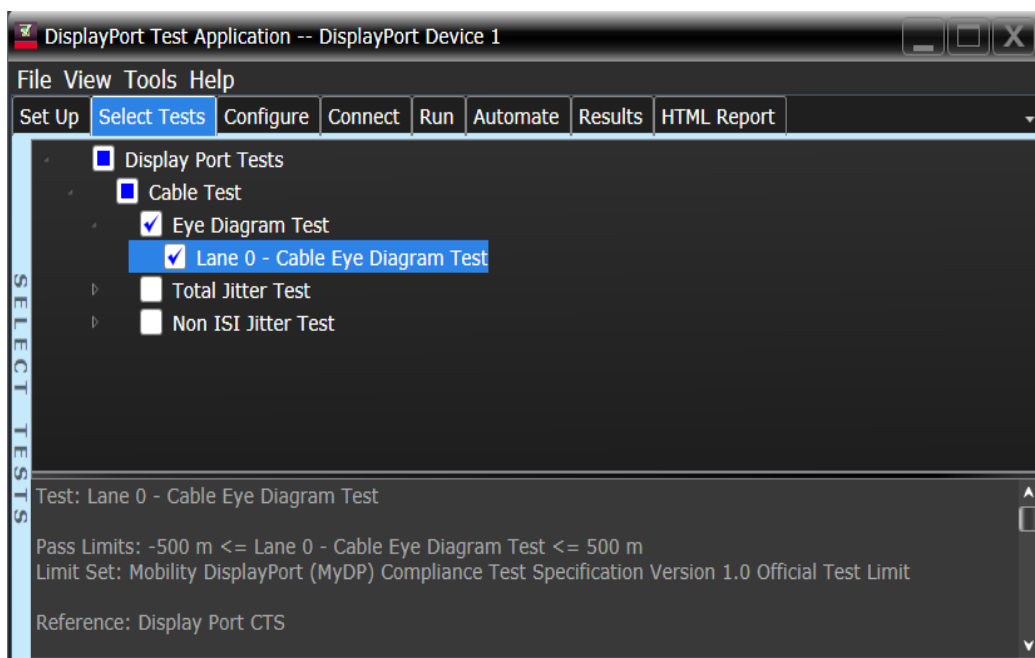 DisplayPort Test Application -- DisplayPort Device 1
File View Tools Help
Set Up Select Tests Configure Connect Run Automate Results HTML Report
SELECT TESTS
Display Port Tests
Cable Test
Eye Diagram Test
Lane 0 - Cable Eye Diagram Test
Total Jitter Test
Non ISI Jitter Test
Test: Lane 0 - Cable Eye Diagram Test
Pass Limits: -500 m <= Lane 0 - Cable Eye Diagram Test <= 500 m
Limit Set: Mobility DisplayPort (MyDP) Compliance Test Specification Version 1.0 Official Test Limit
Reference: Display Port CTS